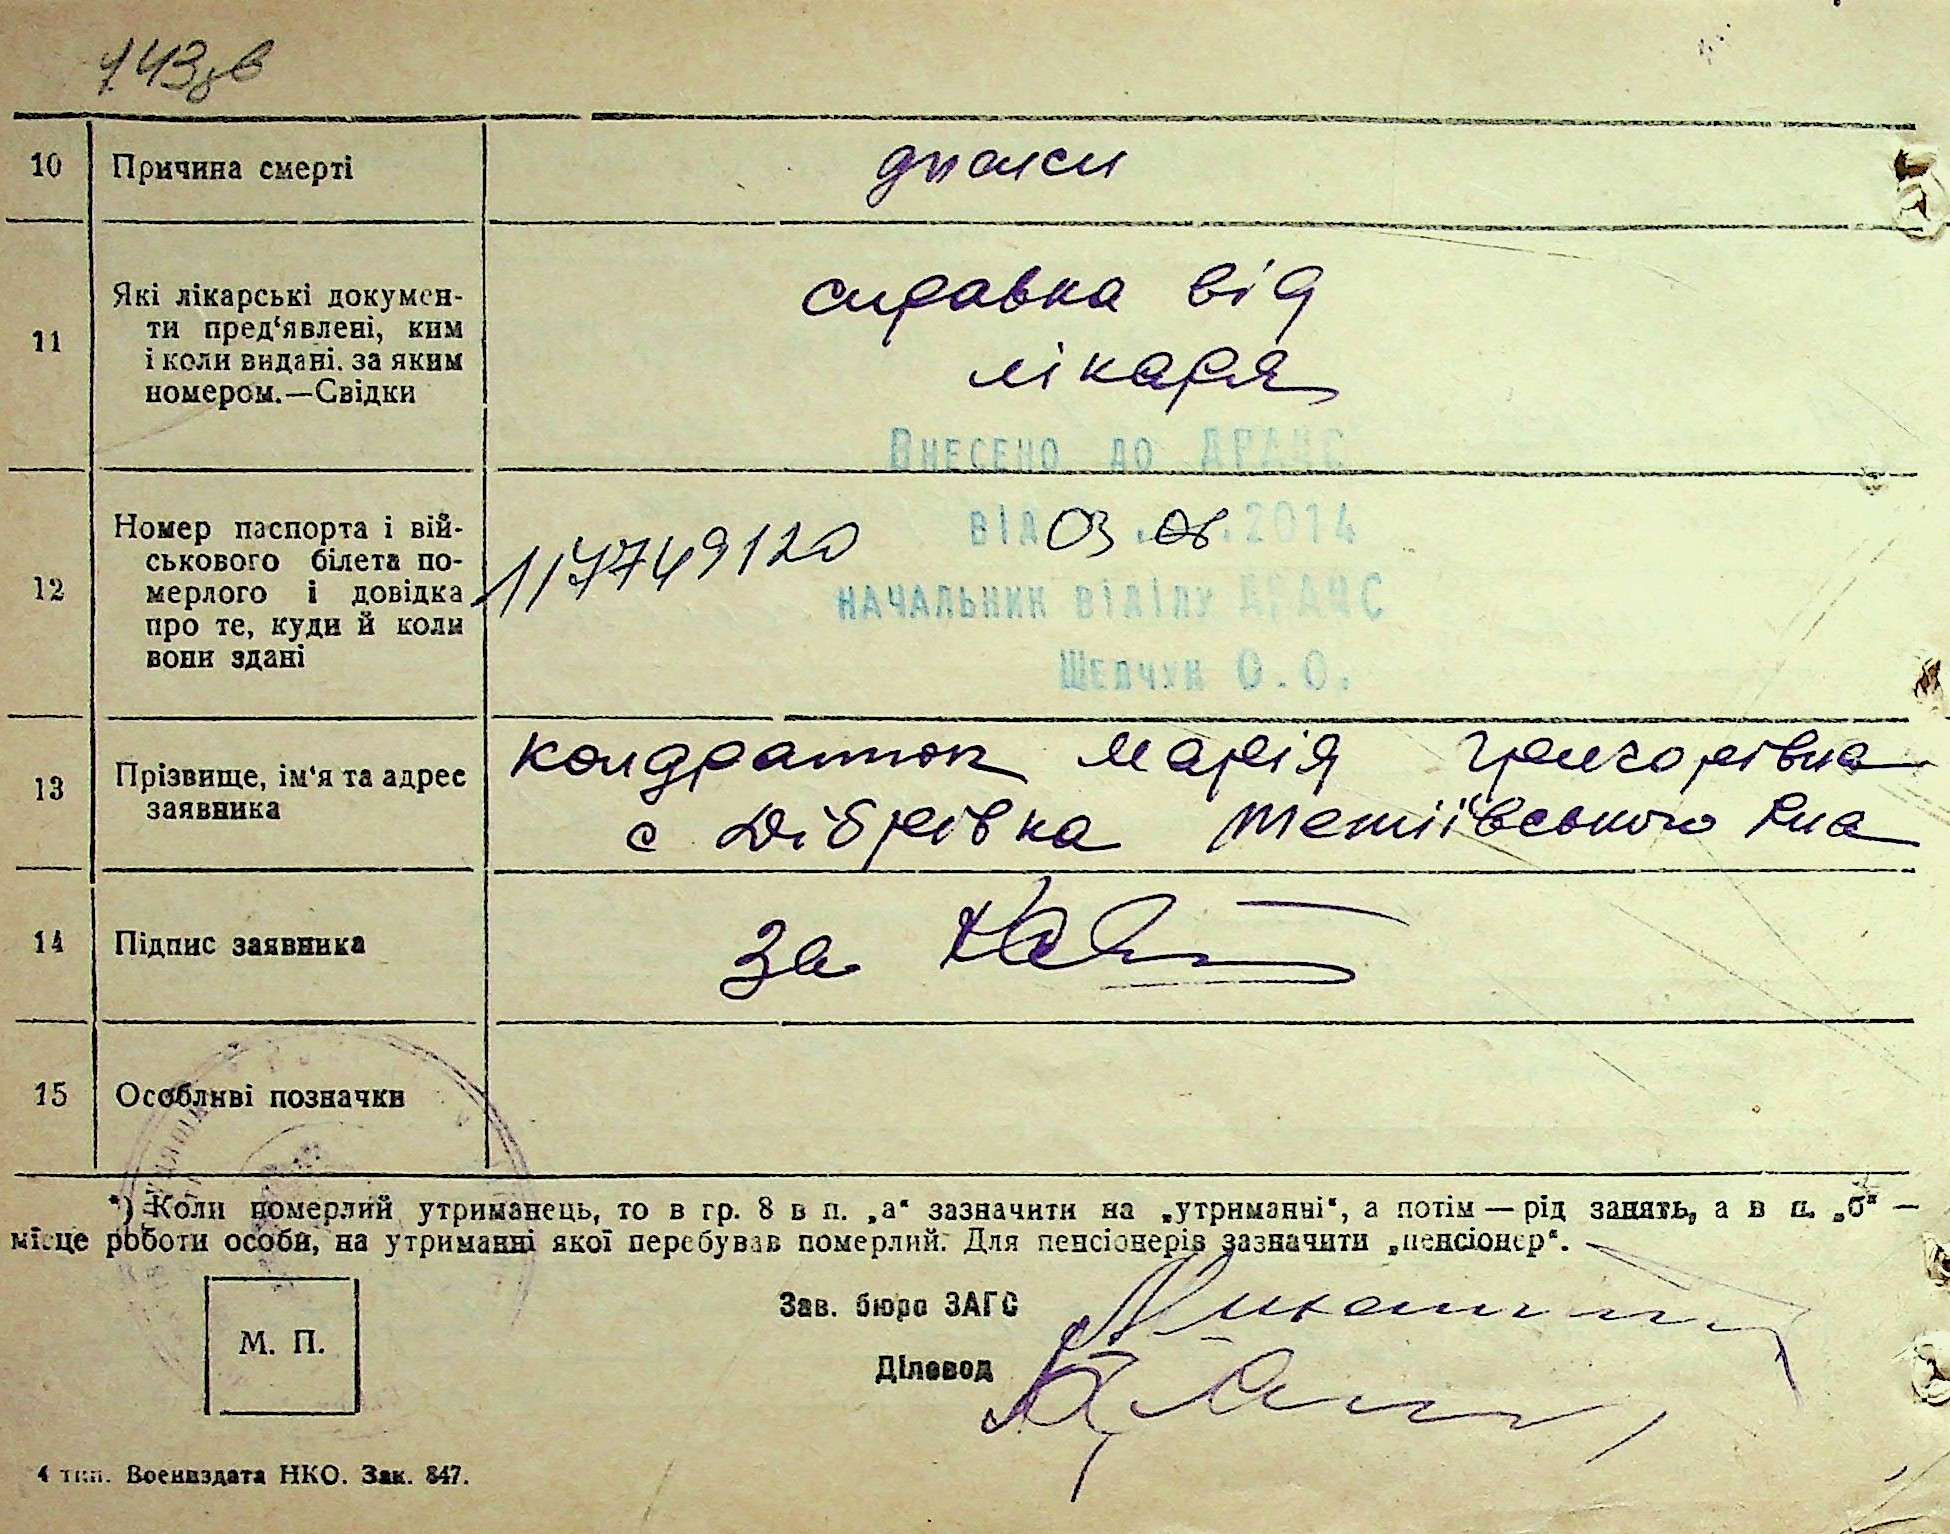 10 Причина смерті
11 Які лікарські докумен-
ти пред‘явлені, ким
і коли видані. за яким
номером.—Свідки
справка від
лікаря
Внесено до ДРАЦС
12 Номер паспорта і вій-
ськового білета по-
мерлого і довідка
про те, куди й коли
вони здані
117749120
від 03.06.2014
начальник відділу ДРАЦС
Шевчук О.О.
13 Прізвище, ім‘я та адрес
заявника
Кондратюк Марія Григорівна
с Дібрівка Тетіївського Р-на
14 Підпис заявника
за
15 Особливі позначки
*) Коли померлий утриманець, то в гр. 8 в п. „а“ зазначити на „утриманні“, а потім — рід занять, а в п. „б“ —
місце роботи особи, на утриманні якої перебував померлий. Для пенсіонерів зазначити „пенсіонер“.
Зав. бюро ЗАГС
М. П.
Діловод
4 тип. Воениздата НКО. Зак. 847.